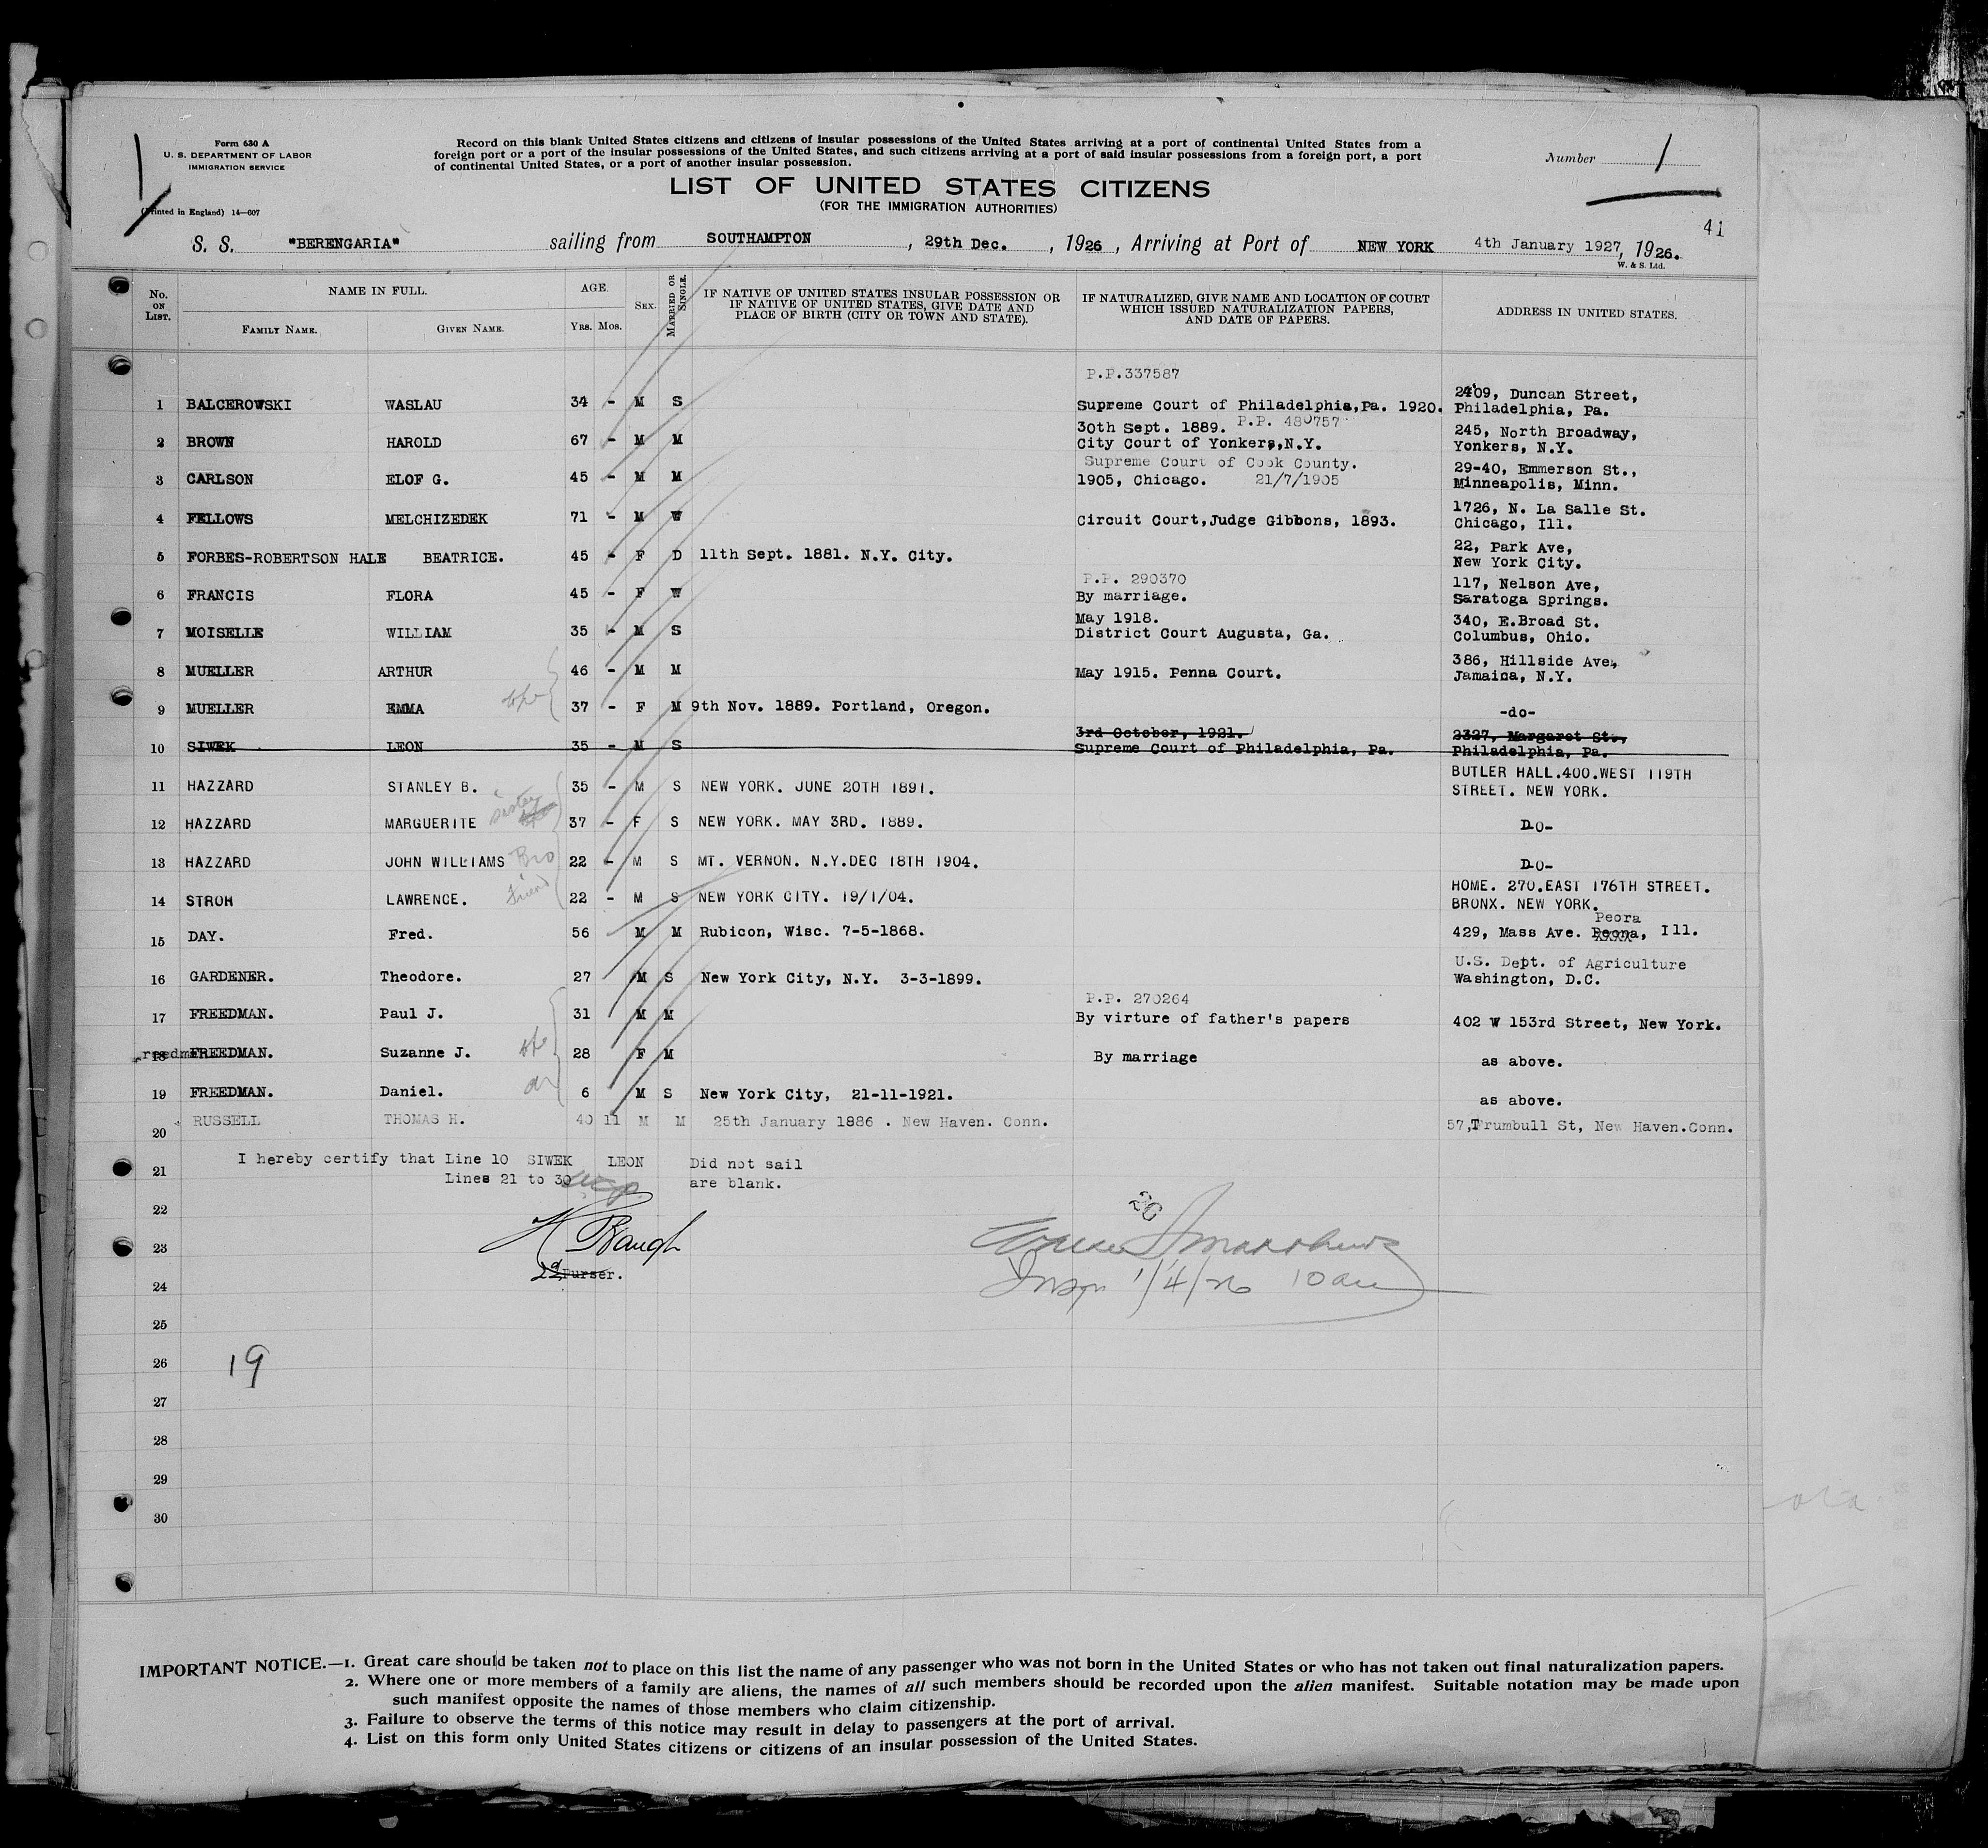 Form 630 A
U. S. DEPARTMENT OF LABOR
IMMIGRATION SERVICE
(Printed in England) 14—607
Record on this blank United States citizens and citizens of insular possessions of the United States arriving at a port of continental United States from a
foreign port or a port of the insular possessions of the United States, and such citizens arriving at a port of said insular possessions from a foreign port, a port
of continental United States, or a port of another insular possession.
Number 1
LIST OF UNITED STATES CITIZENS
(FOR THE IMMIGRATION AUTHORITIES)
41
S. S. "BERENGARIA" sailing from SOUTHAMPTON, 29th Dec., 1926, Arriving at Port of NEW YORK 4th January 1927, 1926.
W. & S. Ltd.
No. ON LIST. NAME IN FULL. FAMILY NAME. GIVEN NAME. AGE. Yrs. Mos. SEX. MARRIED OR SINGLE. IF NATIVE OF UNITED STATES INSULAR POSSESSION OR IF NATIVE OF UNITED STATES, GIVE DATE AND PLACE OF BIRTH (CITY OR TOWN AND STATE). IF NATURALIZED, GIVE NAME AND LOCATION OF COURT WHICH ISSUED NATURALIZATION PAPERS, AND DATE OF PAPERS. ADDRESS IN UNITED STATES.
1 BALCEROWSKI WASLAU 34 - M S P.P.337587 Supreme Court of Philadelphia,Pa. 1920. 2409, Duncan Street, Philadelphia, Pa.
2 BROWN HAROLD 67 - M M 30th Sept. 1889. P.P. 480757 City Court of Yonkers,N.Y. 245, North Broadway, Yonkers, N.Y.
3 CARLSON ELOF G. 45 - M M Supreme Court of Cook County. 1905, Chicago. 21/7/1905 29-40, Emmerson St., Minneapolis, Minn.
4 FELLOWS MELCHIZEDEK 71 - M W Circuit Court,Judge Gibbons, 1893. 1726, N. La Salle St. Chicago, Ill.
5 FORBES-ROBERTSON HALE BEATRICE. 45 - F D 11th Sept. 1881. N.Y. City. 22, Park Ave, New York City.
6 FRANCIS FLORA 45 - F W P.P. 290370 By marriage. 117, Nelson Ave, Saratoga Springs.
7 MOISELLE WILLIAM 35 - M S May 1918. District Court Augusta, Ga. 340, E.Broad St. Columbus, Ohio.
8 MUELLER ARTHUR 46 - M M May 1915. Penna Court. 386, Hillside Ave, Jamaica, N.Y.
9 MUELLER EMMA 37 - F M 9th Nov. 1889. Portland, Oregon. -do-
10 SIWEK LEON 35 - M S 3rd October, 1921. Supreme Court of Philadelphia, Pa. 2327, Margaret St., Philadelphia, Pa.
11 HAZZARD STANLEY B. 35 - M S NEW YORK. JUNE 20TH 1891. BUTLER HALL.400.WEST 119TH STREET. NEW YORK.
12 HAZZARD MARGUERITE sister 37 - F S NEW YORK. MAY 3RD. 1889. DO-
13 HAZZARD JOHN WILLIAMS Bro 22 - M S MT. VERNON. N.Y.DEC 18TH 1904. DO-
14 STROH LAWRENCE. friend 22 - M S NEW YORK CITY. 19/1/04. HOME. 270.EAST 176TH STREET. BRONX. NEW YORK.
15 DAY. Fred. 56 M M Rubicon, Wisc. 7-5-1868. 429, Mass Ave. Peora, Ill.
16 GARDENER. Theodore. 27 M S New York City, N.Y. 3-3-1899. U.S. Dept. of Agriculture Washington, D.C.
17 FREEDMAN. Paul J. 31 M M P.P. 270264 By virture of father's papers 402 W 153rd Street, New York.
18 FREEDMAN. Suzanne J. 28 F M By marriage as above.
19 FREEDMAN. Daniel. 6 M S New York City, 21-11-1921. as above.
20 RUSSELL THOMAS H. 40 11 M M 25th January 1886 . New Haven. Conn. 57,Trumbull St, New Haven.Conn.
21 I hereby certify that Line 10 SIWEK LEON Did not sail
Lines 21 to 30 are blank.
22
20
23 H Baugh
Purser.
Insp 1/4/26 10 am
24
25
26 19
27
28
29
30
IMPORTANT NOTICE.—1. Great care should be taken not to place on this list the name of any passenger who was not born in the United States or who has not taken out final naturalization papers.
2. Where one or more members of a family are aliens, the names of all such members should be recorded upon the alien manifest. Suitable notation may be made upon
such manifest opposite the names of those members who claim citizenship.
3. Failure to observe the terms of this notice may result in delay to passengers at the port of arrival.
4. List on this form only United States citizens or citizens of an insular possession of the United States.